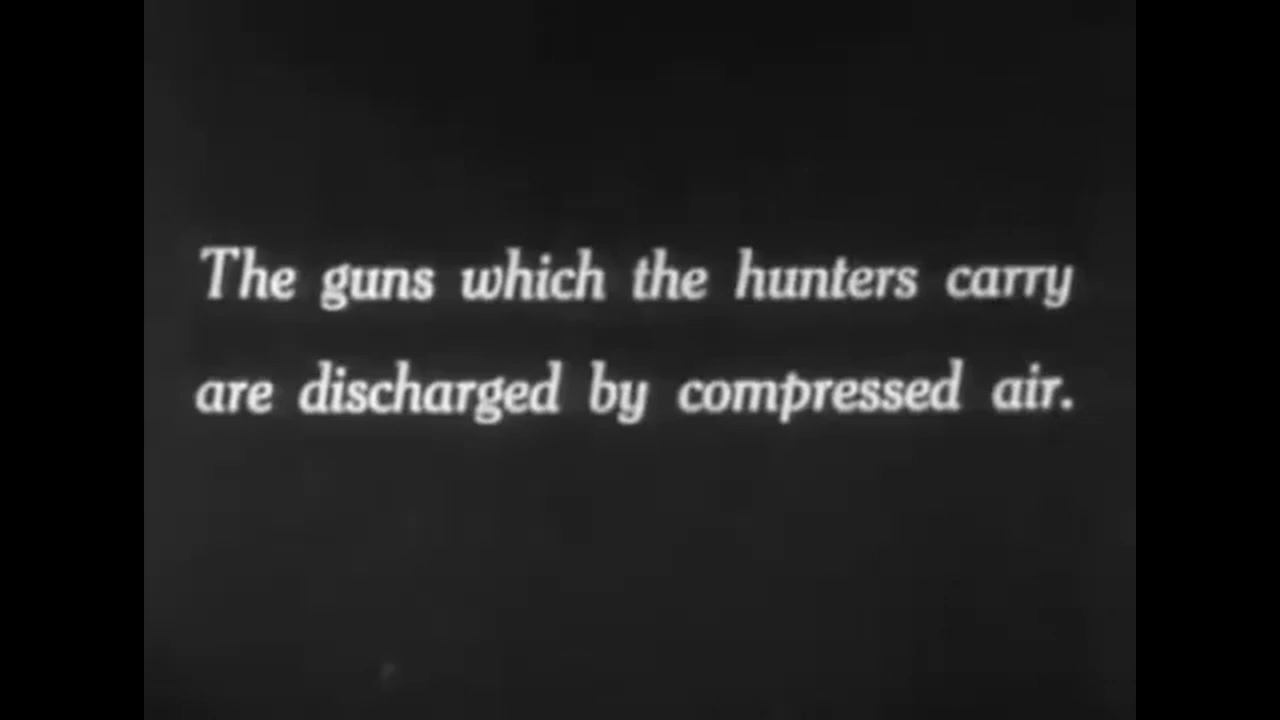 The guns which the hunters carry
are discharged by compressed air.